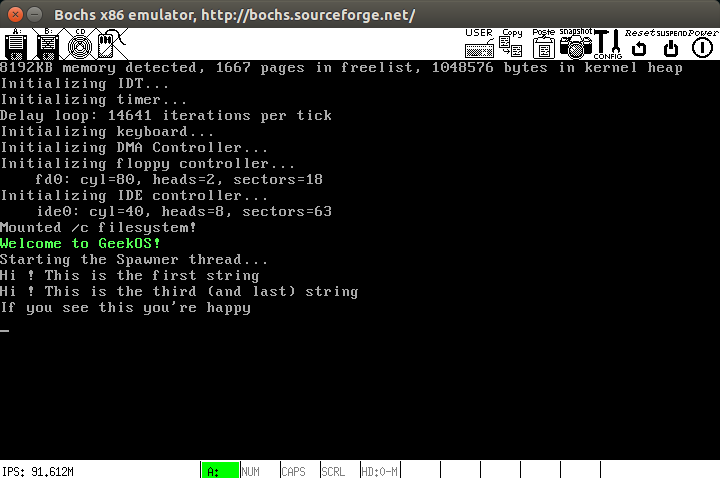 Bochs x86 emulator, http://bochs.sourceforge.net/
A: B: CD USER Copy Paste snapshot CONFIG Reset SUSPEND Power
8192KB memory detected, 1667 pages in freelist, 1048576 bytes in kernel heap
Initializing IDT...
Initializing timer...
Delay loop: 14641 iterations per tick
Initializing keyboard...
Initializing DMA Controller...
Initializing floppy controller...
fd0: cyl=80, heads=2, sectors=18
Initializing IDE controller...
ide0: cyl=40, heads=8, sectors=63
Mounted /c filesystem!
Welcome to GeekOS!
Starting the Spawner thread...
Hi ! This is the first string
Hi ! This is the third (and last) string
If you see this you're happy
_
IPS: 91.612M A: NUM CAPS SCRL HD:0-M